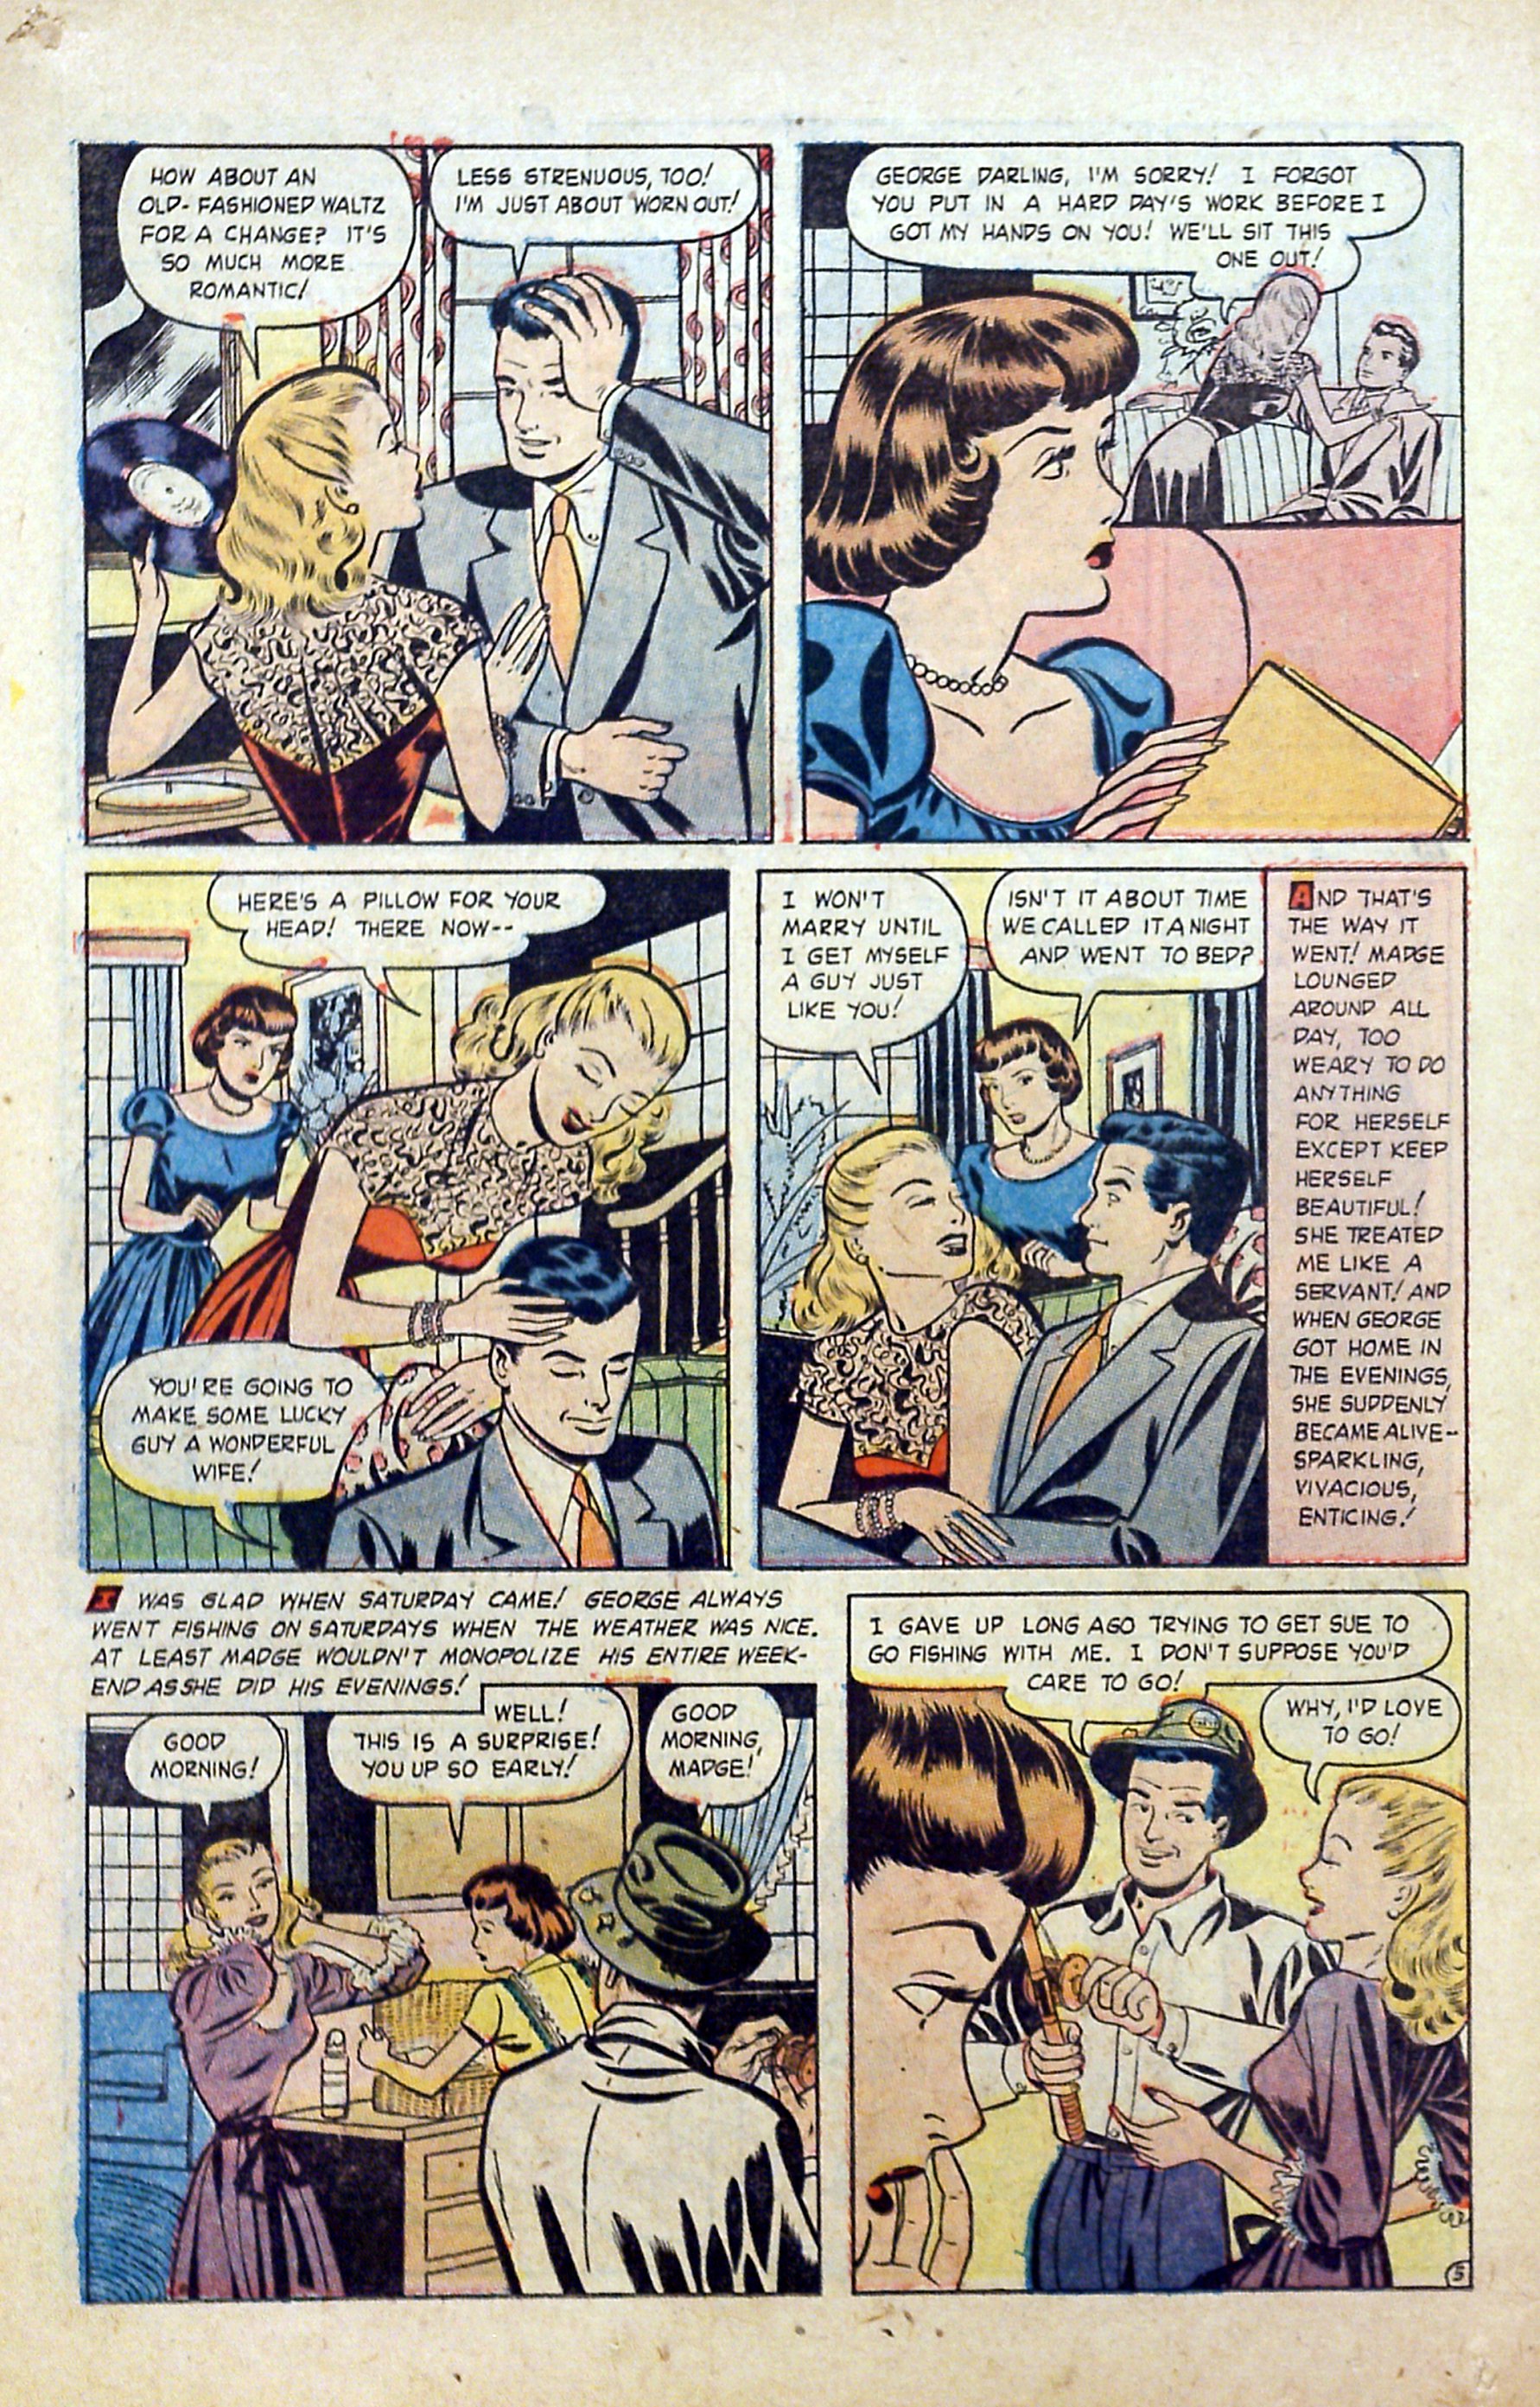 HOW ABOUT AN
OLD-FASHIONED WALTZ
FOR A CHANGE? IT'S
SO MUCH MORE
ROMANTIC!
LESS STRENUOUS, TOO!
I'M JUST ABOUT WORN OUT!
GEORGE DARLING, I'M SORRY! I FORGOT
YOU PUT IN A HARD DAY'S WORK BEFORE I
GOT MY HANDS ON YOU! WE'LL SIT THIS
ONE OUT!
HERE'S A PILLOW FOR YOUR
HEAD! THERE NOW--
YOU'RE GOING TO
MAKE SOME LUCKY
GUY A WONDERFUL
WIFE!
I WON'T
MARRY UNTIL
I GET MYSELF
A GUY JUST
LIKE YOU!
ISN'T IT ABOUT TIME
WE CALLED IT A NIGHT
AND WENT TO BED?
AND THAT'S
THE WAY IT
WENT! MADGE
LOUNGED
AROUND ALL
DAY, TOO
WEARY TO DO
ANYTHING
FOR HERSELF
EXCEPT KEEP
HERSELF
BEAUTIFUL!
SHE TREATED
ME LIKE A
SERVANT! AND
WHEN GEORGE
GOT HOME IN
THE EVENINGS,
SHE SUDDENLY
BECAME ALIVE--
SPARKLING,
VIVACIOUS,
ENTICING!
I WAS GLAD WHEN SATURDAY CAME! GEORGE ALWAYS
WENT FISHING ON SATURDAYS WHEN THE WEATHER WAS NICE.
AT LEAST MADGE WOULDN'T MONOPOLIZE HIS ENTIRE WEEK-
END AS SHE DID HIS EVENINGS!
GOOD
MORNING!
WELL!
THIS IS A SURPRISE!
YOU UP SO EARLY!
GOOD
MORNING,
MADGE!
I GAVE UP LONG AGO TRYING TO GET SUE TO
GO FISHING WITH ME. I DON'T SUPPOSE YOU'D
CARE TO GO!
WHY, I'D LOVE
TO GO!
5